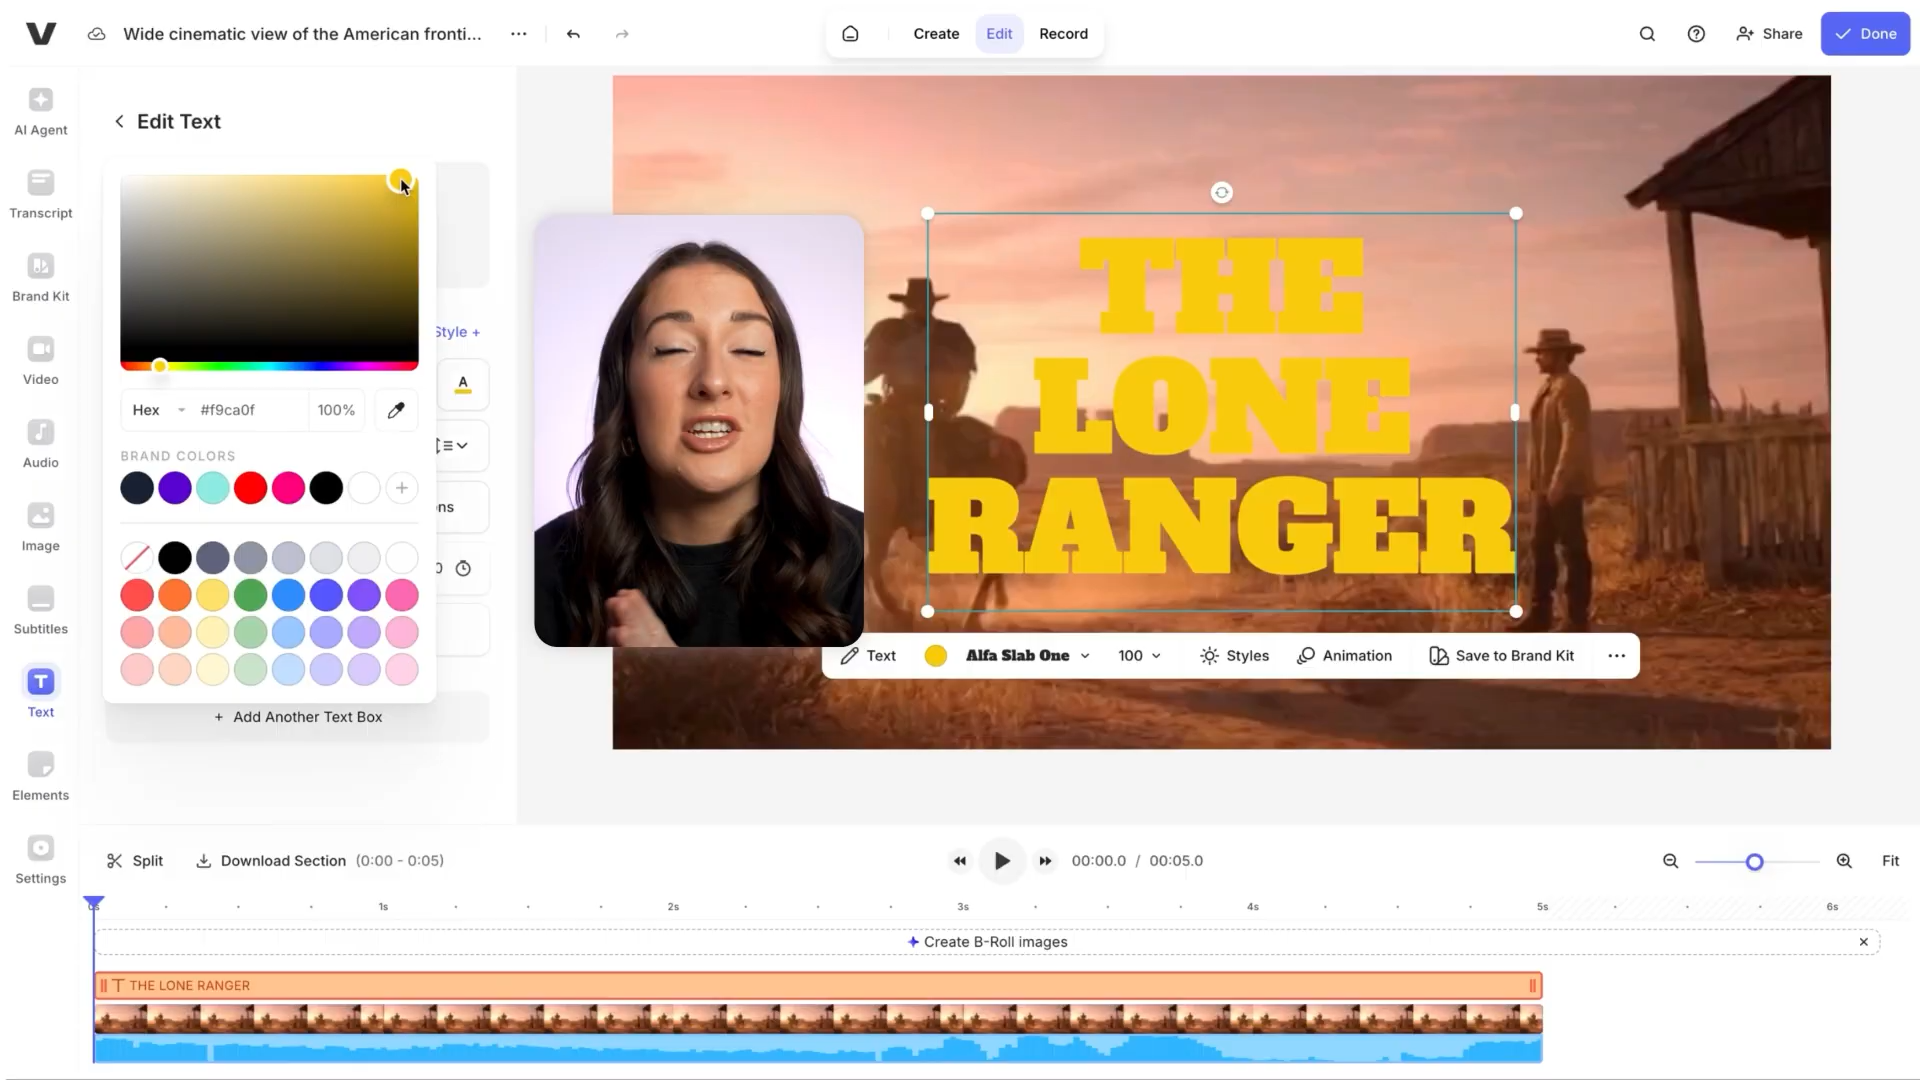 Wide cinematic view of the American fronti...
Create
Edit
Record
Share
Done
AI Agent
Transcript
Brand Kit
Video
Audio
Image
Subtitles
Text
Elements
Settings
Edit Text
Style +
A
Hex
#f9ca0f
100%
BRAND COLORS
ons
0
+ Add Another Text Box
THE
LONE
RANGER
Text
Alfa Slab One
100
Styles
Animation
Save to Brand Kit
Split
Download Section (0:00 - 0:05)
00:00.0 / 00:05.0
Fit
1s
2s
3s
4s
5s
6s
Create B-Roll images
THE LONE RANGER